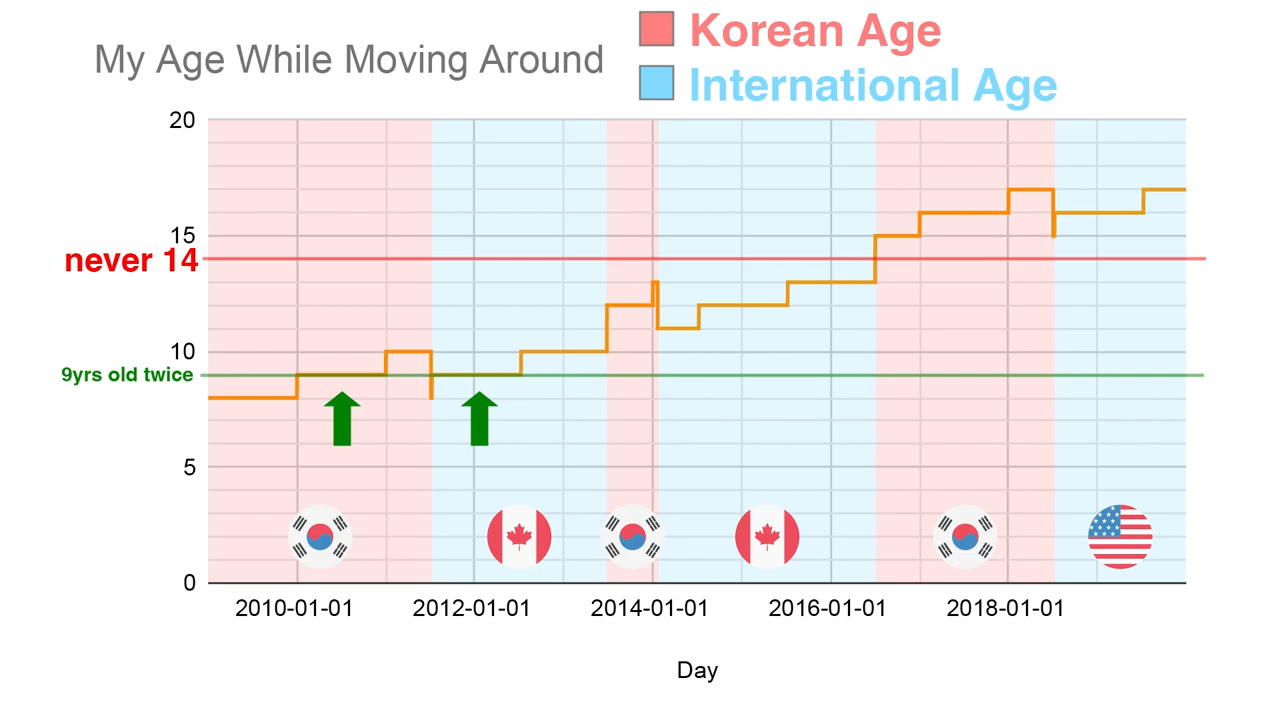 My Age While Moving Around
Korean Age
International Age
20
15
never 14
10
9yrs old twice
5
0
2010-01-01
2012-01-01
2014-01-01
2016-01-01
2018-01-01
Day